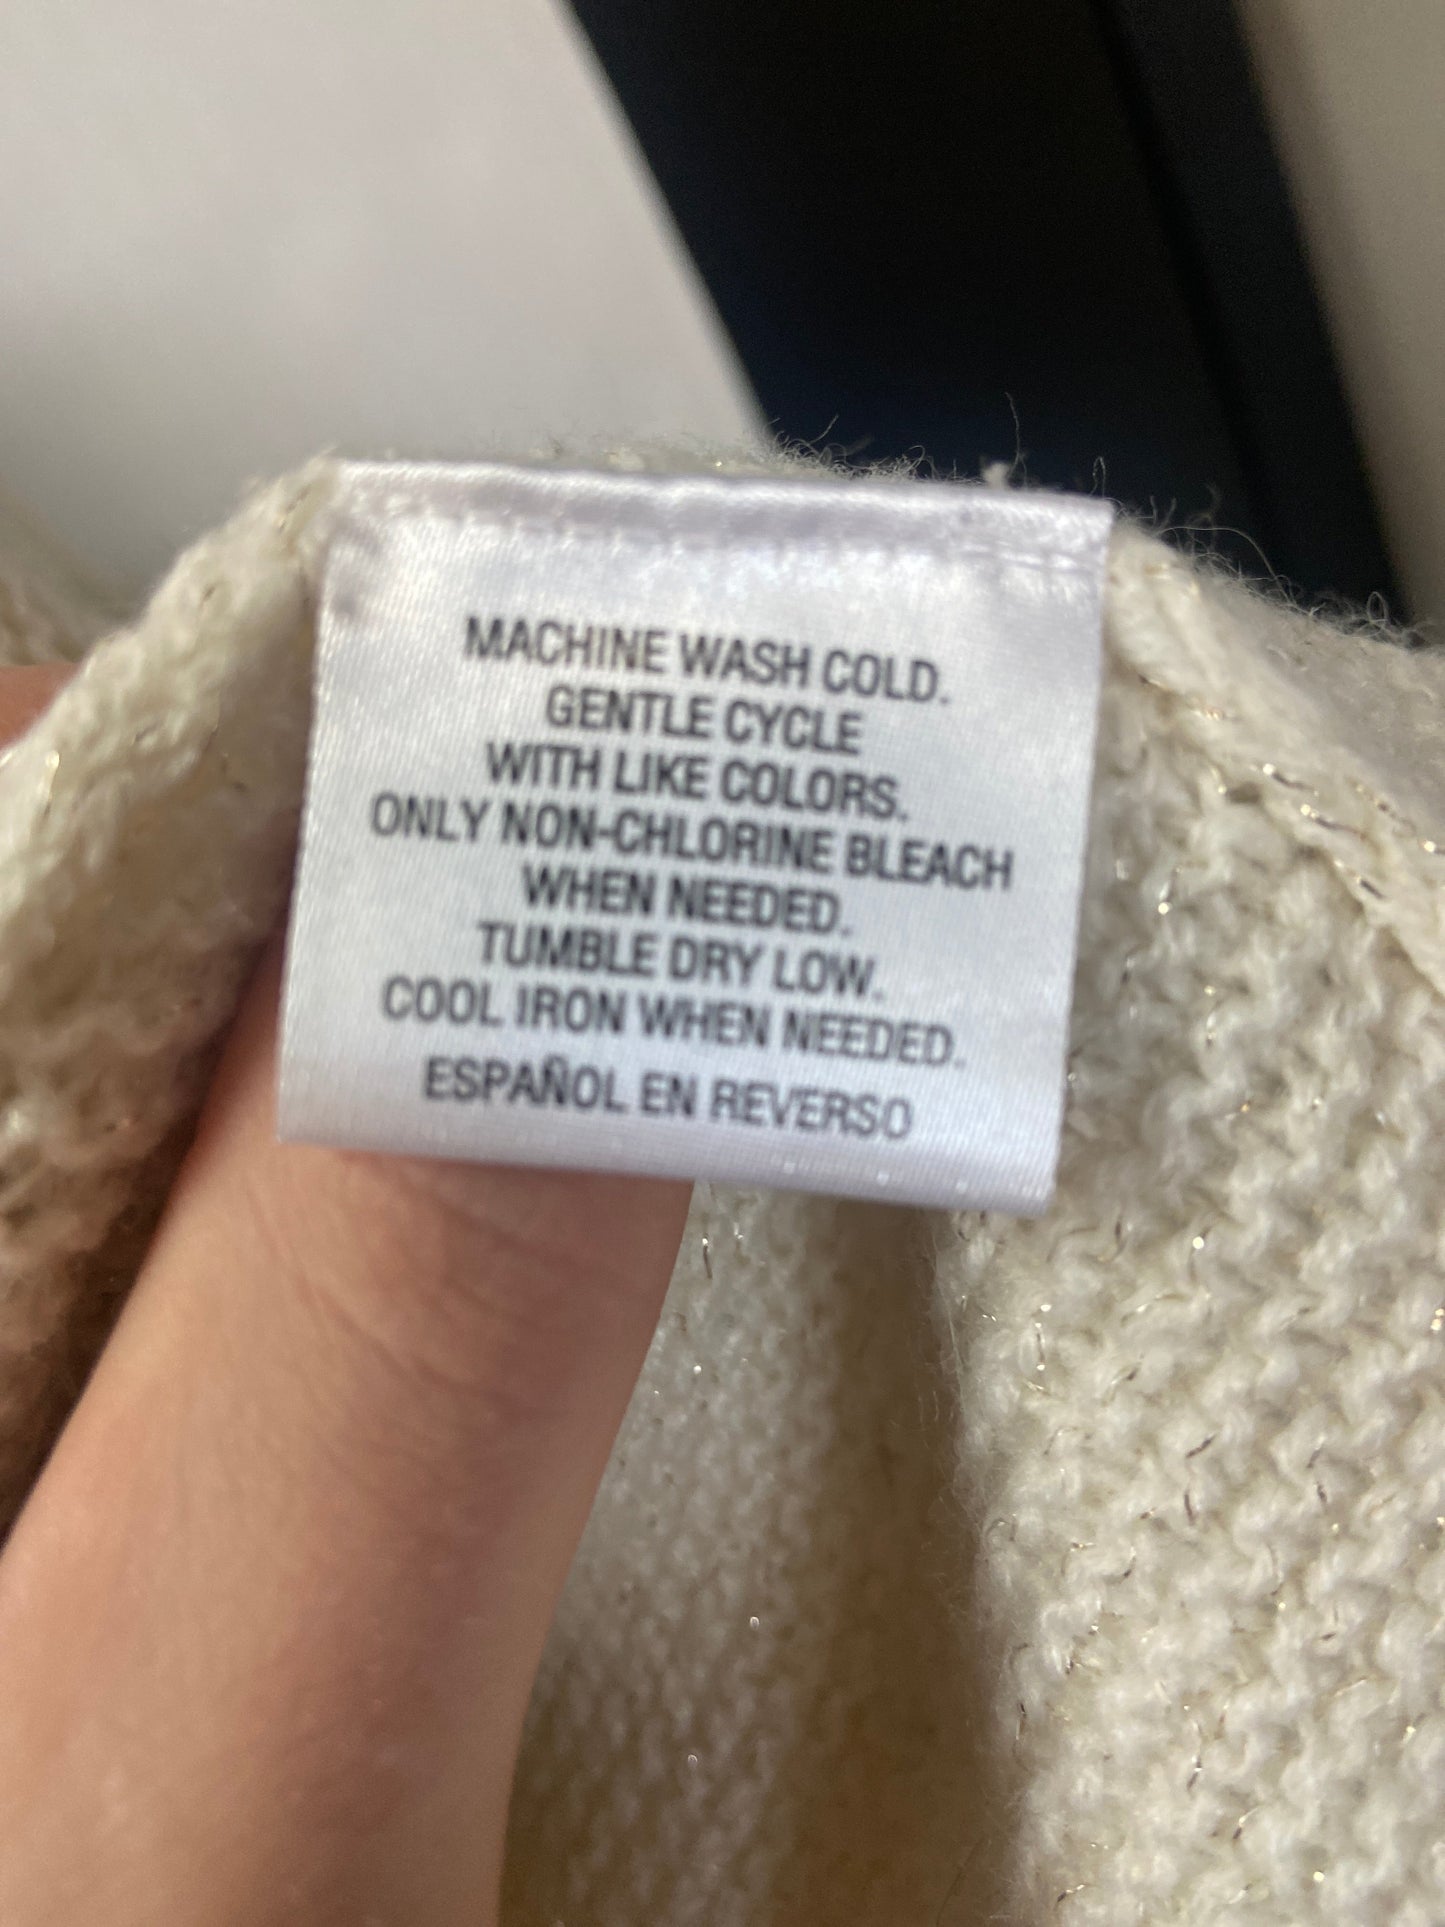 MACHINE WASH COLD.
GENTLE CYCLE
WITH LIKE COLORS.
ONLY NON-CHLORINE BLEACH
WHEN NEEDED.
TUMBLE DRY LOW.
COOL IRON WHEN NEEDED.
ESPAÑOL EN REVERSO